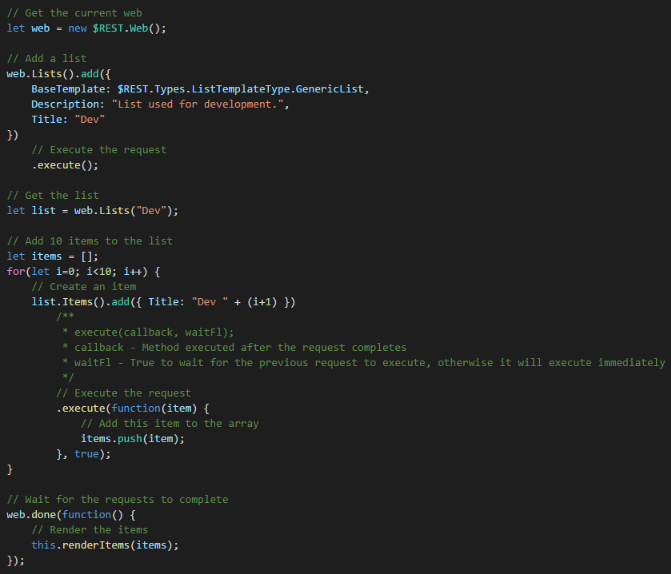 // Get the current web
let web = new $REST.Web();

// Add a list
web.Lists().add({
    BaseTemplate: $REST.Types.ListTemplateType.GenericList,
    Description: "List used for development.",
    Title: "Dev"
})
    // Execute the request
    .execute();

// Get the list
let list = web.Lists("Dev");

// Add 10 items to the list
let items = [];
for(let i=0; i<10; i++) {
    // Create an item
    list.Items().add({ Title: "Dev " + (i+1) })
        /**
         * execute(callback, waitFl);
         * callback - Method executed after the request completes
         * waitFl - True to wait for the previous request to execute, otherwise it will execute immediately
         */
        // Execute the request
        .execute(function(item) {
            // Add this item to the array
            items.push(item);
        }, true);
}

// Wait for the requests to complete
web.done(function() {
    // Render the items
    this.renderItems(items);
});